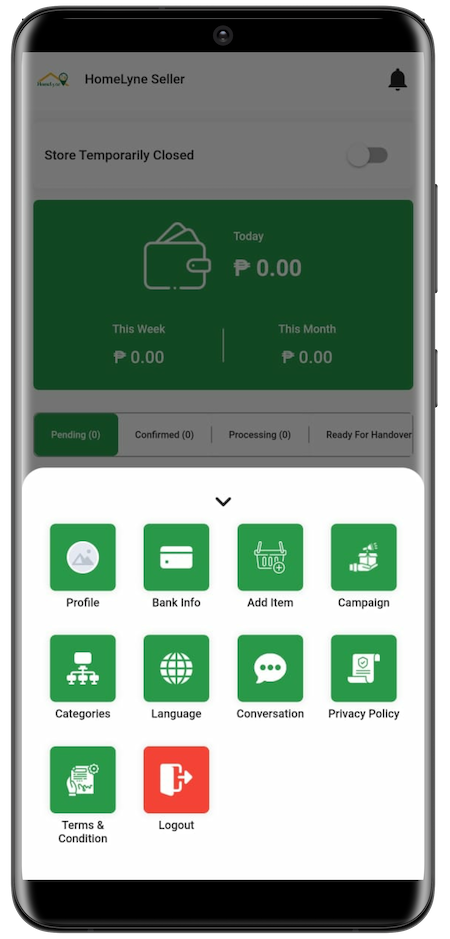 HomeLyne
HomeLyne Seller
Store Temporarily Closed
Today
₱ 0.00
This Week
This Month
₱ 0.00
₱ 0.00
Pending (0)
Confirmed (0)
Processing (0)
Ready For Handover
Profile
Bank Info
Add Item
Campaign
Categories
Language
Conversation
Privacy Policy
Terms &
Condition
Logout